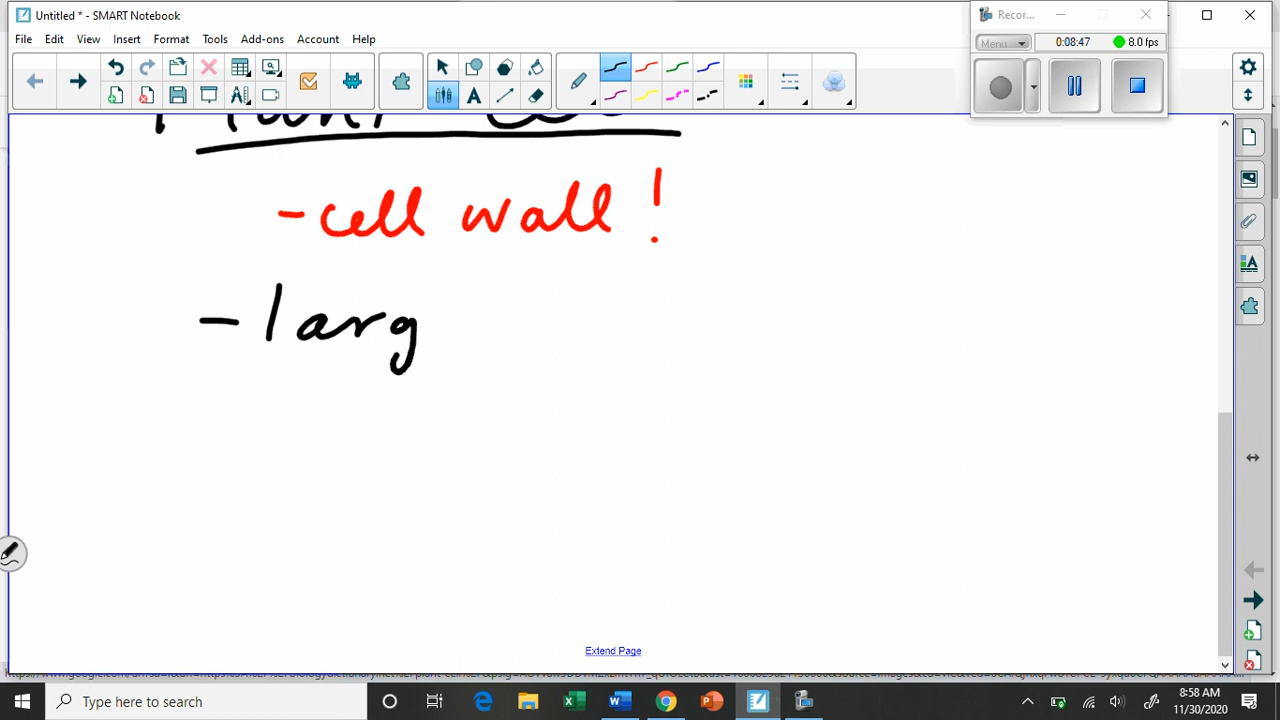 Untitled * - SMART Notebook
Recor...
File Edit View Insert Format Tools Add-ons Account Help
Menu 0:08:47 8.0 fps
-cell wall !
- larg
Extend Page
Type here to search
8:58 AM
11/30/2020